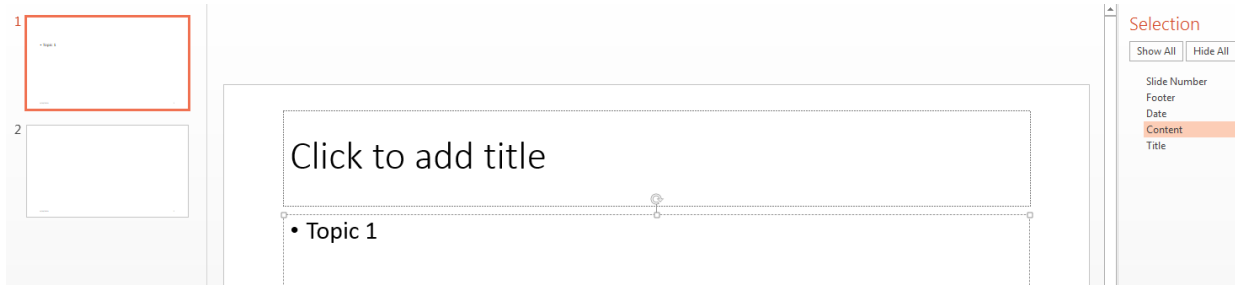 1
• Topic 1
2
Click to add title
• Topic 1
Selection
Show All Hide All
Slide Number
Footer
Date
Content
Title